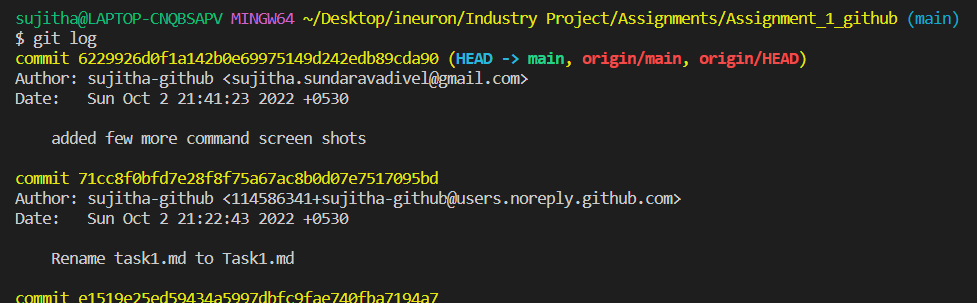 sujitha@LAPTOP-CNQBSAPV MINGW64 ~/Desktop/ineuron/Industry Project/Assignments/Assignment_1_github (main)
$ git log
commit 6229926d0f1a142b0e69975149d242edb89cda90 (HEAD -> main, origin/main, origin/HEAD)
Author: sujitha-github <sujitha.sundaravadivel@gmail.com>
Date:   Sun Oct 2 21:41:23 2022 +0530
    added few more command screen shots
commit 71cc8f0bfd7e28f8f75a67ac8b0d07e7517095bd
Author: sujitha-github <114586341+sujitha-github@users.noreply.github.com>
Date:   Sun Oct 2 21:22:43 2022 +0530
    Rename task1.md to Task1.md
commit e1519e25ed59434a5997dbfc9fae740fba7194a7